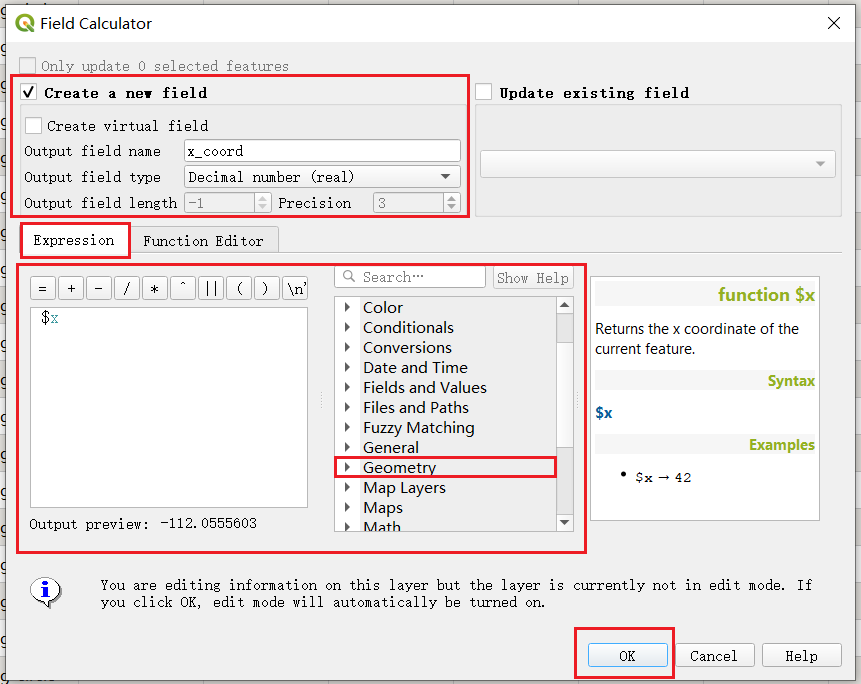 Field Calculator
Only update 0 selected features
Create a new field
Update existing field
Create virtual field
Output field name x_coord
Output field type Decimal number (real)
Output field length -1 Precision 3
Expression Function Editor
= + - / * ^ || ( ) \n'
Search… Show Help
$x
Color
Conditionals
Conversions
Date and Time
Fields and Values
Files and Paths
Fuzzy Matching
General
Geometry
Map Layers
Maps
Math
function $x
Returns the x coordinate of the
current feature.
Syntax
$x
Examples
• $x → 42
Output preview: -112.0555603
You are editing information on this layer but the layer is currently not in edit mode. If
you click OK, edit mode will automatically be turned on.
OK Cancel Help